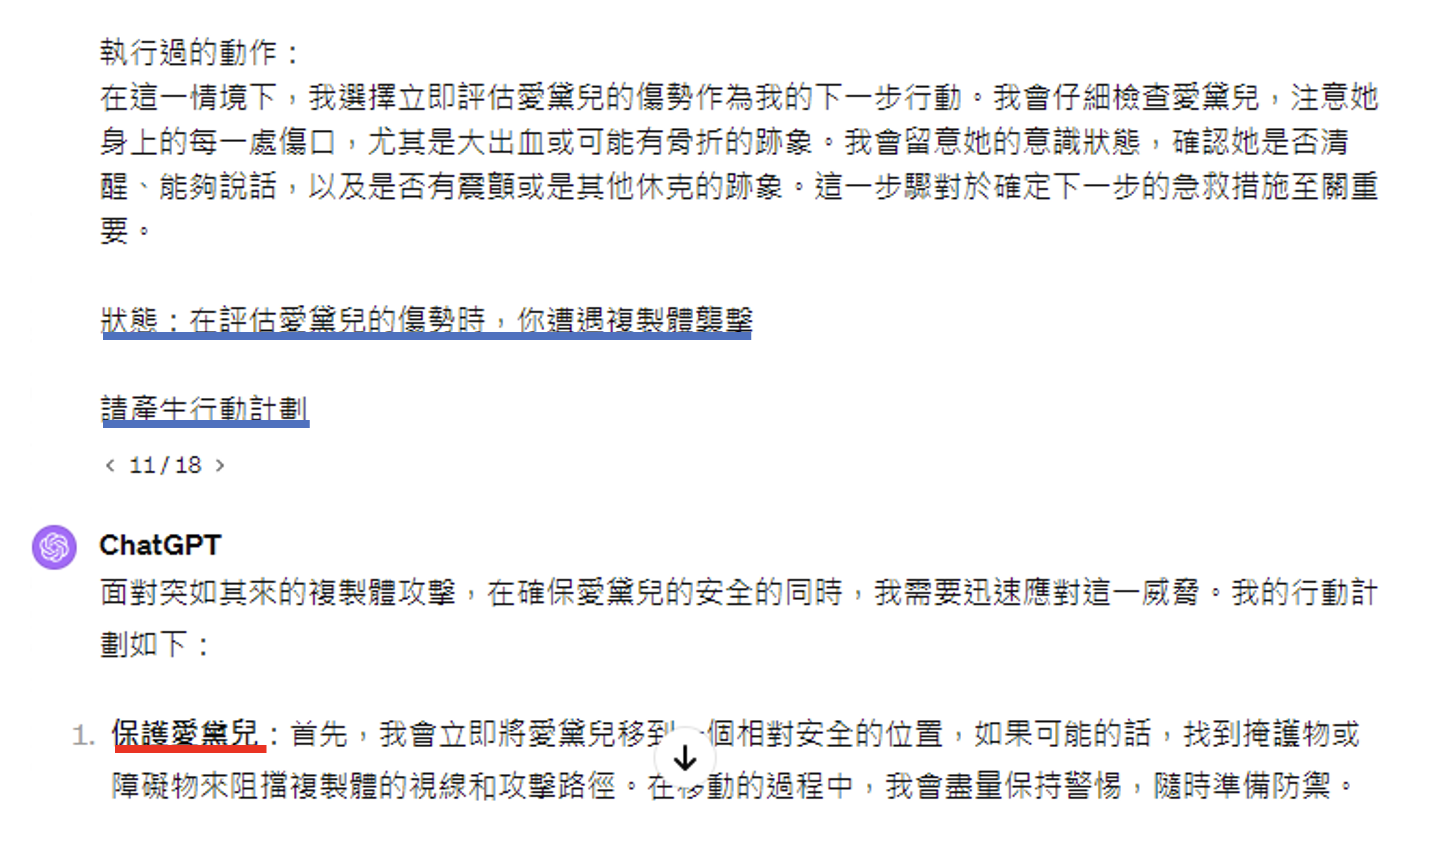 執行過的動作：
在這一情境下，我選擇立即評估愛黛兒的傷勢作為我的下一步行動。我會仔細檢查愛黛兒，注意她
身上的每一處傷口，尤其是大出血或可能有骨折的跡象。我會留意她的意識狀態，確認她是否清
醒、能夠說話，以及是否有震顫或是其他休克的跡象。這一步驟對於確定下一步的急救措施至關重
要。
狀態：在評估愛黛兒的傷勢時，你遭遇複製體襲擊
請產生行動計劃
< 11/18 >
ChatGPT
面對突如其來的複製體攻擊，在確保愛黛兒的安全的同時，我需要迅速應對這一威脅。我的行動計
劃如下：
1. 保護愛黛兒：首先，我會立即將愛黛兒移到一個相對安全的位置，如果可能的話，找到掩護物或
障礙物來阻擋複製體的視線和攻擊路徑。在移動的過程中，我會盡量保持警惕，隨時準備防禦。